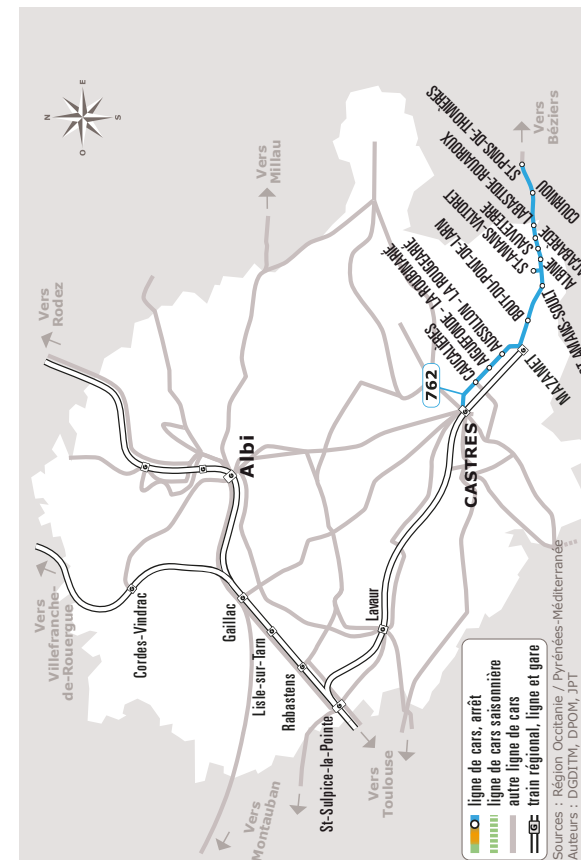 N
E
S
O
Vers
Rodez
Vers
Millau
Vers
Villefranche-
de-Rouergue
Vers
Montauban
Vers
Toulouse
Vers
Béziers
Albi
Cordes-Vindrac
Gaillac
Lisle-sur-Tarn
Rabastens
St-Sulpice-la-Pointe
Lavaur
CASTRES
762
CAUCALIÈRES
AIGUEFONDE - LA ROUBINARIÉ
AUSSILLON - LA ROUGEARIÉ
MAZAMET
BOUT-DU-PONT-DE-LARN
ST-AMANS-VALTORET
SAUVETERRE
ALBINE
LABASTIDE-ROUAIROUX
COURNIOU
ST-PONS-DE-THOMIÈRES
ligne de cars, arrêt
ligne de cars saisonnière
autre ligne de cars
G
train régional, ligne et gare
Sources : Région Occitanie / Pyrénées-Méditerranée
Auteurs : DGDITM, DPOM, JPT